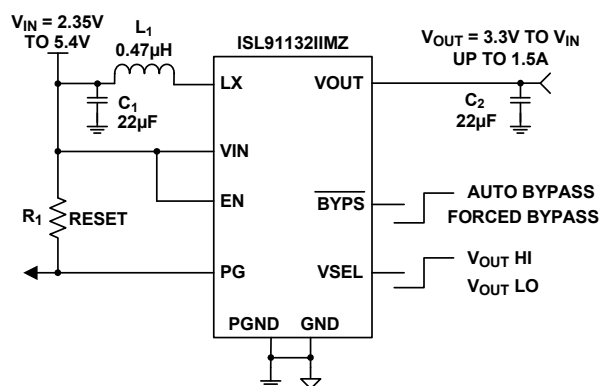 V_IN = 2.35V
TO 5.4V
L1
0.47µH
C1
22µF
R1
RESET
ISL91132IIMZ
LX
VIN
EN
PG
PGND
GND
VOUT
BYPS
VSEL
V_OUT = 3.3V TO V_IN
UP TO 1.5A
C2
22µF
AUTO BYPASS
FORCED BYPASS
V_OUT HI
V_OUT LO